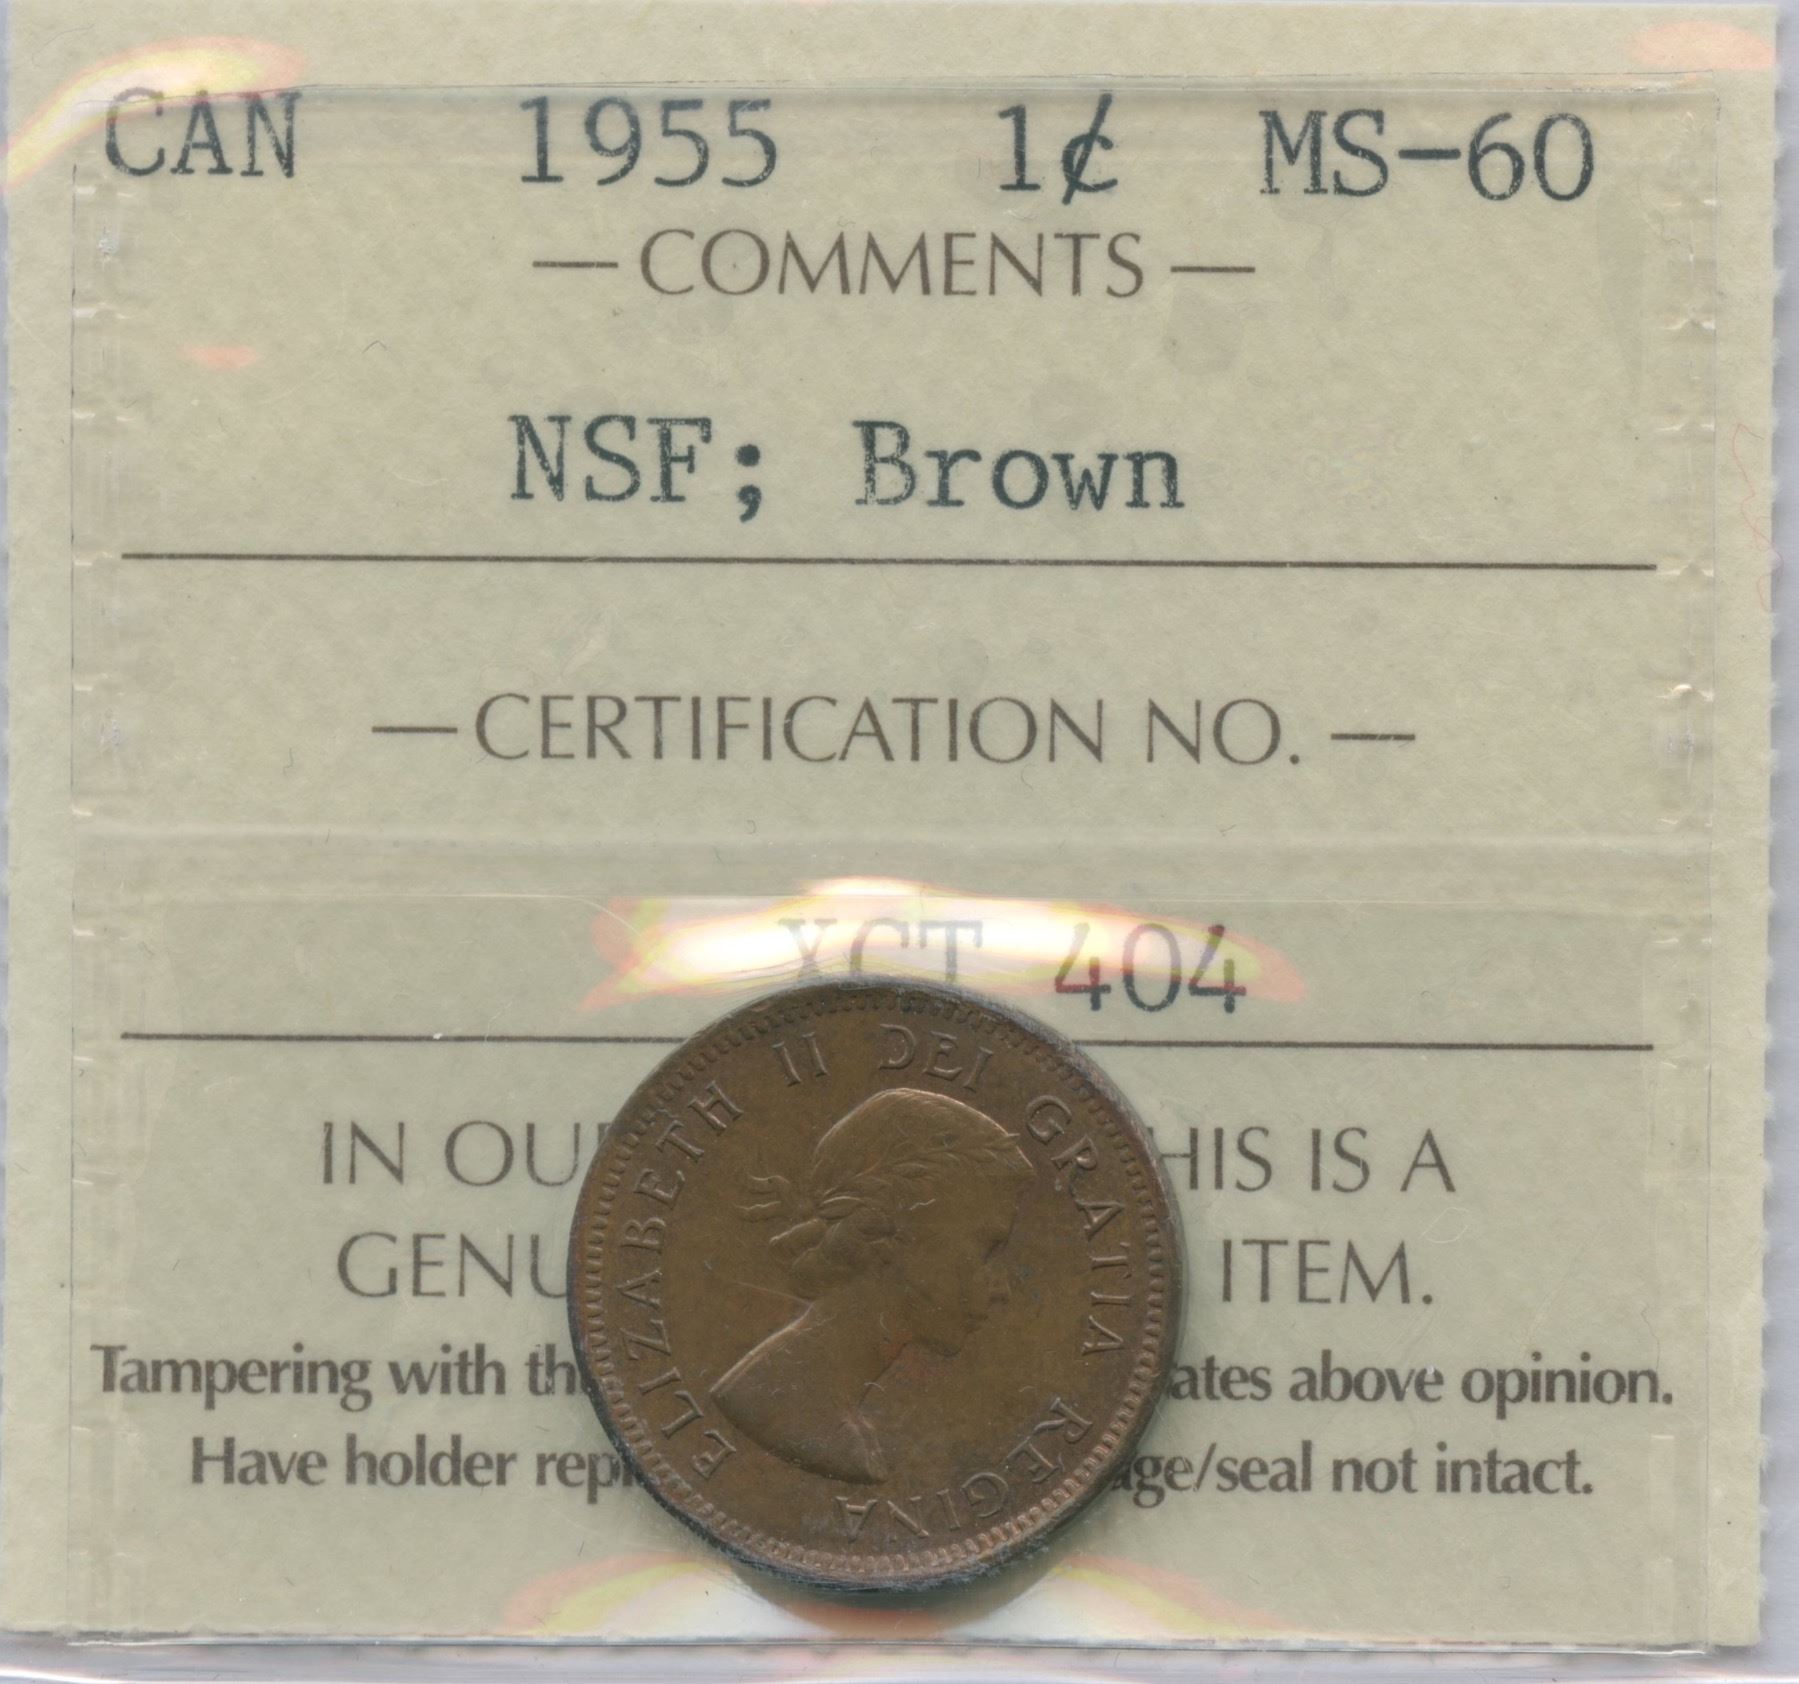 CAN 1955 1¢ MS-60
— COMMENTS —
NSF; Brown
— CERTIFICATION NO. —
XCT 404
IN OU HIS IS A
GENU ITEM.
Tampering with th ates above opinion.
Have holder rep age/seal not intact.
ELIZABETH II DEI GRATIA REGINA